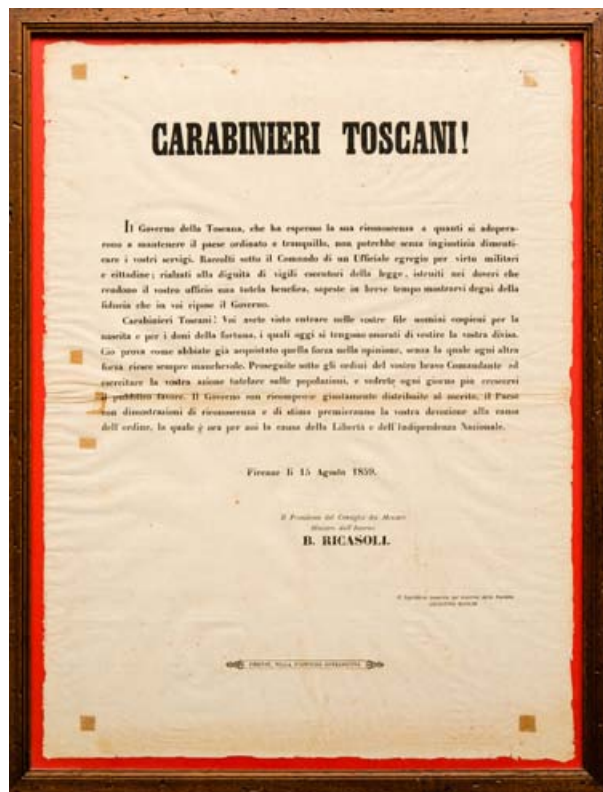 CARABINIERI TOSCANI!
Il Governo della Toscana, che ha espresso la sua riconoscenza a quanti si adopera-
rono a mantenere il paese ordinato e tranquillo, non potrebbe senza ingiustizia dimenti-
care i vostri servigi. Raccolti sotto il Comando di un Ufficiale egregio per virtù militari
e cittadine; rialzati alla dignità di vigili esecutori della legge, istruiti nei doveri che
rendono il vostro ufficio una tutela benefica, sapeste in breve tempo mostrarvi degni della
fiducia che in voi ripose il Governo.
Carabinieri Toscani! Voi avete visto entrare nelle vostre file uomini cospicui per la
nascita e per i doni della fortuna, i quali oggi si tengono onorati di vestire la vostra divisa.
Ciò prova come abbiate già acquistato quella forza nella opinione, senza la quale ogni altra
forza riesce sempre manchevole. Proseguite sotto gli ordini del vostro bravo Comandante ad
esercitare la vostra azione tutelare sulle popolazioni, e vedrete ogni giorno più crescervi
il pubblico favore. Il Governo con ricompense giustamente distribuite al merito, il Paese
con dimostrazioni di riconoscenza e di stima premieranno la vostra devozione alla causa
dell'ordine, la quale è ora per noi la causa della Libertà e dell'Indipendenza Nazionale.
Firenze li 15 Agosto 1859.
Il Presidente del Consiglio dei Ministri
Ministro dell'Interno
B. RICASOLI.
FIRENZE, NELLA STAMPERIA GRANDUCALE